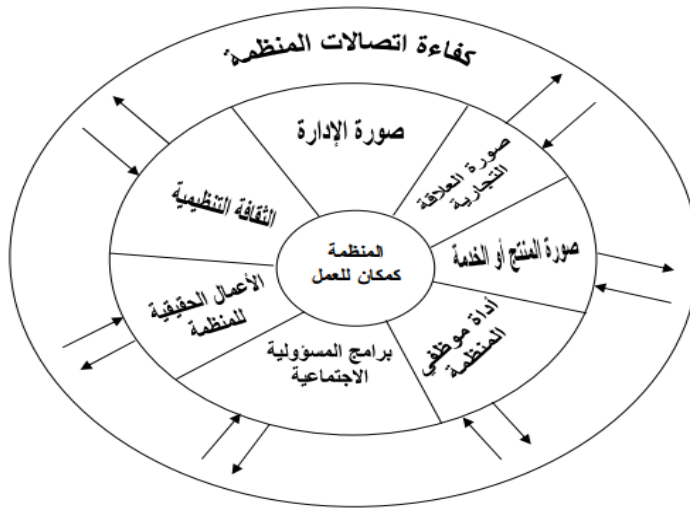 كفاءة اتصالات المنظمة
صورة الإدارة
صورة العلاقة
التجارية
صورة المنتج أو الخدمة
أداة موظفي
المنظمة
برامج المسؤولية
الاجتماعية
الأعمال الحقيقية
للمنظمة
الثقافة التنظيمية
المنظمة
كمكان للعمل